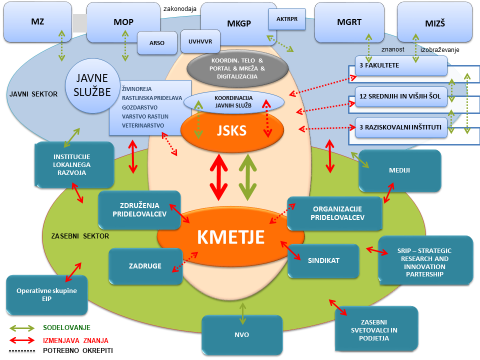 zakonodaja
MZ
MOP
MKGP
AKTRPR
MGRT
MIZŠ
ARSO
UVHVVR
znanost
izobraževanje
KOORDIN. TELO &
PORTAL & MREŽA &
DIGITALIZACIJA
3 FAKULTETE
JAVNE
SLUŽBE
JAVNI SEKTOR
ŽIVINOREJA
RASTLINSKA PRIDELAVA
GOZDARSTVO
VARSTVO RASTLIN
VETERINARSTVO
KOORDINACIJA
JAVNIH SLUŽB
12 SREDNJIH IN VIŠJIH ŠOL
JSKS
3 RAZISKOVALNI INŠTITUTI
INSTITUCIJE
LOKALNEGA
RAZVOJA
MEDIJI
ZDRUŽENJA
PRIDELOVALCEV
ORGANIZACIJE
PRIDELOVALCEV
ZASEBNI SEKTOR
KMETJE
ZADRUGE
SINDIKAT
SRIP – STRATEGIC
RESEARCH AND
INNOVATION
PARTERSHIP
Operativne skupine
EIP
NVO
ZASEBNI
SVETOVALCI IN
PODJETJA
SODELOVANJE
IZMENJAVA ZNANJA
POTREBNO OKREPITI